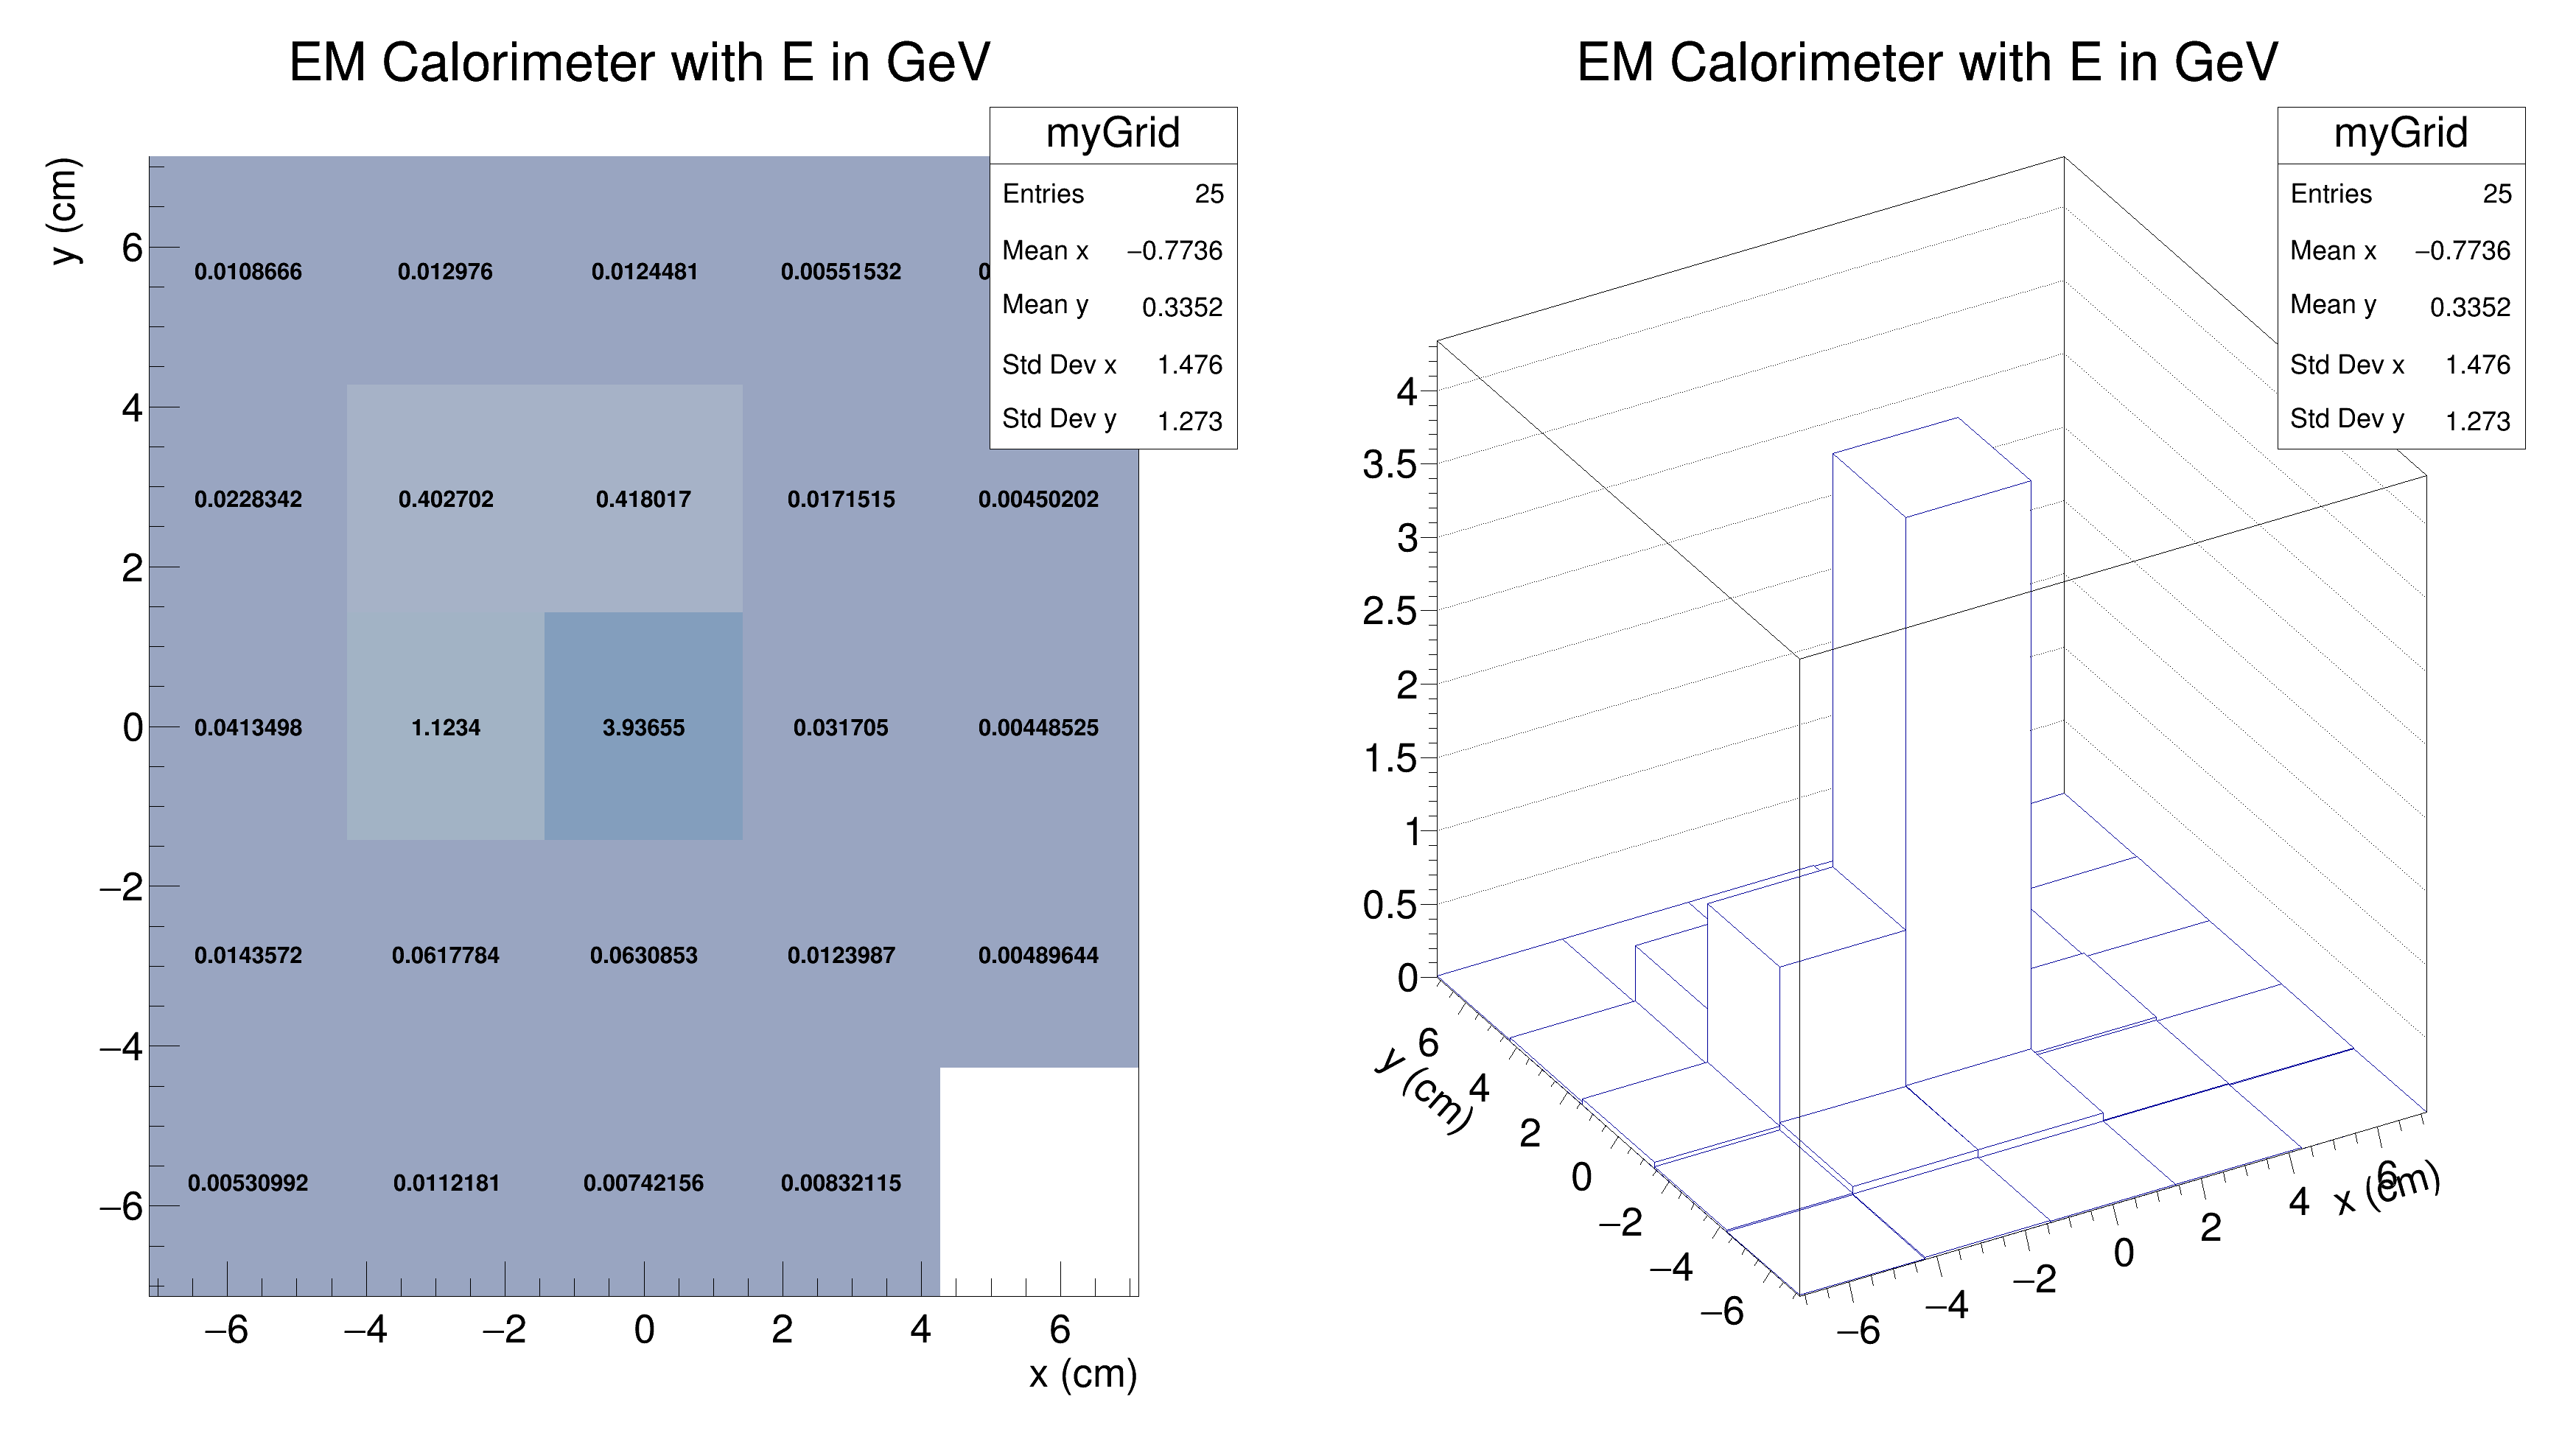 EM Calorimeter with E in GeV
myGrid
Entries 25
Mean x −0.7736
Mean y 0.3352
Std Dev x 1.476
Std Dev y 1.273
y (cm)
6
4
2
0
−2
−4
−6
0.0108666 0.012976 0.0124481 0.00551532
0.0228342 0.402702 0.418017 0.0171515 0.00450202
0.0413498 1.1234 3.93655 0.031705 0.00448525
0.0143572 0.0617784 0.0630853 0.0123987 0.00489644
0.00530992 0.0112181 0.00742156 0.00832115
−6 −4 −2 0 2 4 6
x (cm)
EM Calorimeter with E in GeV
myGrid
Entries 25
Mean x −0.7736
Mean y 0.3352
Std Dev x 1.476
Std Dev y 1.273
4
3.5
3
2.5
2
1.5
1
0.5
0
6
4
2
0
−2
−4
−6
y (cm)
−6
−4
−2
0
2
4
6
x (cm)